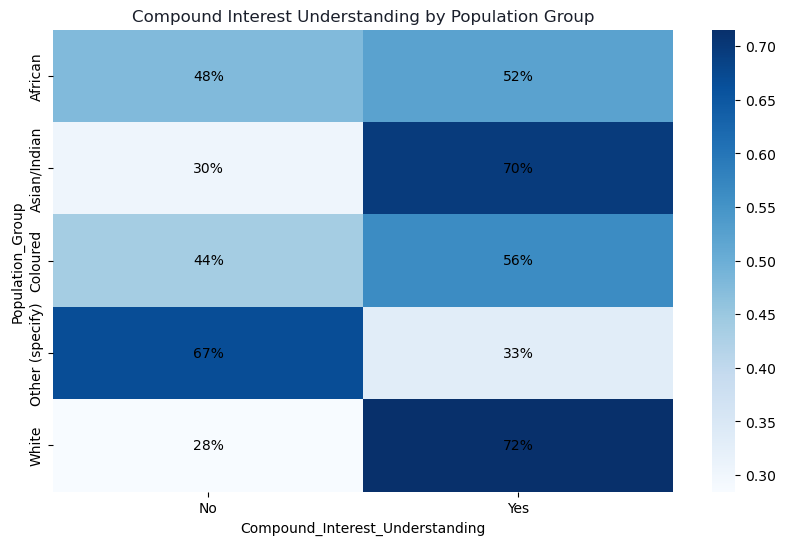 Compound Interest Understanding by Population Group
Population_Group
African
48%
52%
Asian/Indian
30%
70%
Coloured
44%
56%
Other (specify)
67%
33%
White
28%
72%
No
Yes
Compound_Interest_Understanding
0.70
0.65
0.60
0.55
0.50
0.45
0.40
0.35
0.30